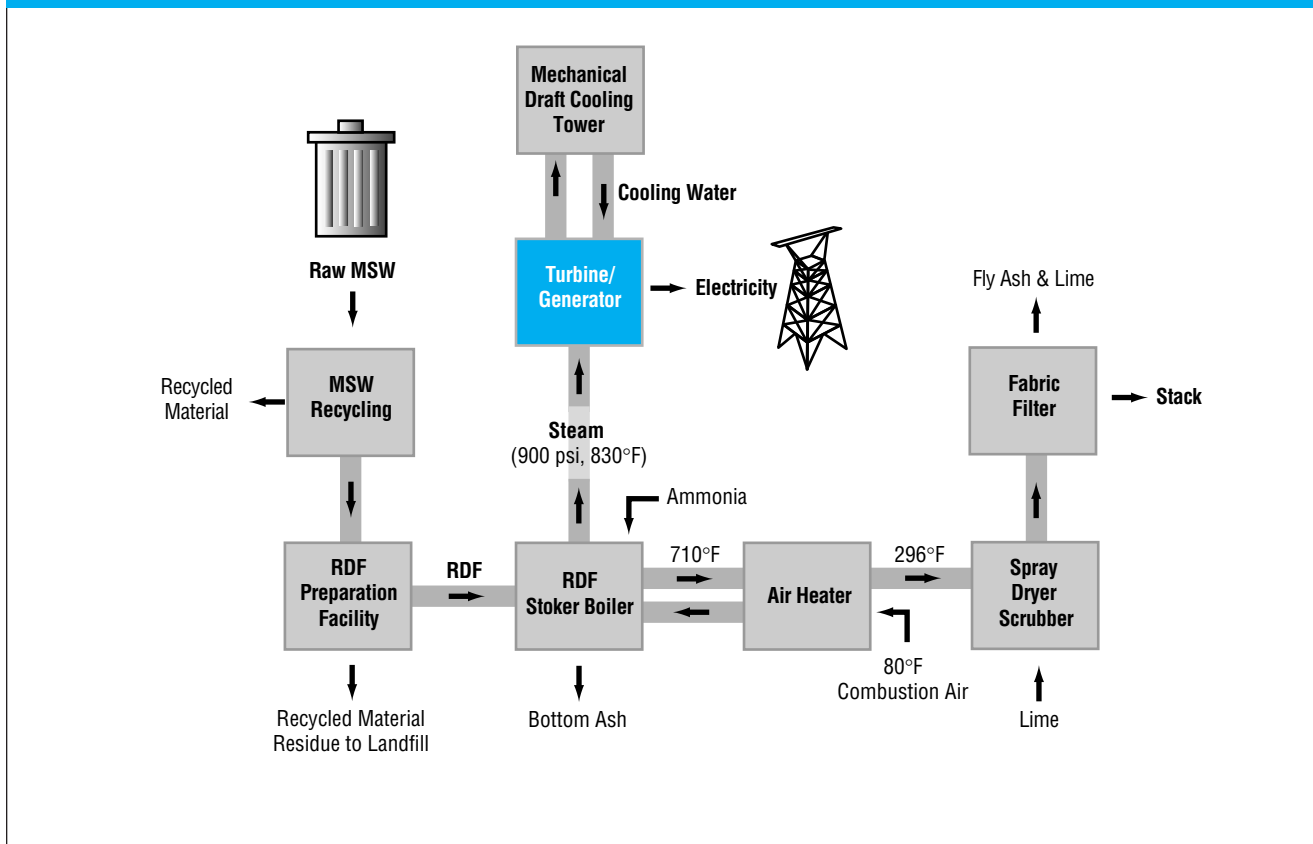 Mechanical
Draft Cooling
Tower
Cooling Water
Raw MSW
Turbine/
Generator
Electricity
Fly Ash & Lime
MSW
Recycling
Recycled
Material
Fabric
Filter
Stack
Steam
(900 psi, 830°F)
Ammonia
RDF
Preparation
Facility
RDF
RDF
Stoker Boiler
710°F
Air Heater
296°F
Spray
Dryer
Scrubber
80°F
Combustion Air
Recycled Material
Residue to Landfill
Bottom Ash
Lime